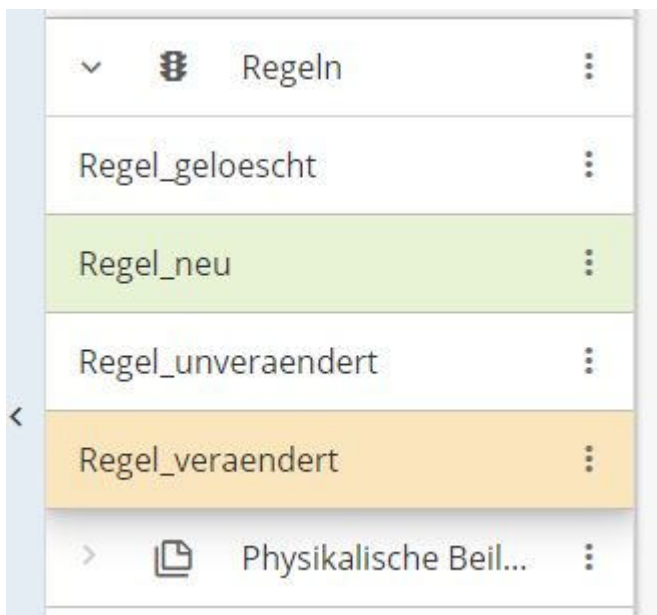 Regeln
Regel_geloescht
Regel_neu
Regel_unveraendert
Regel_veraendert
Physikalische Beil...